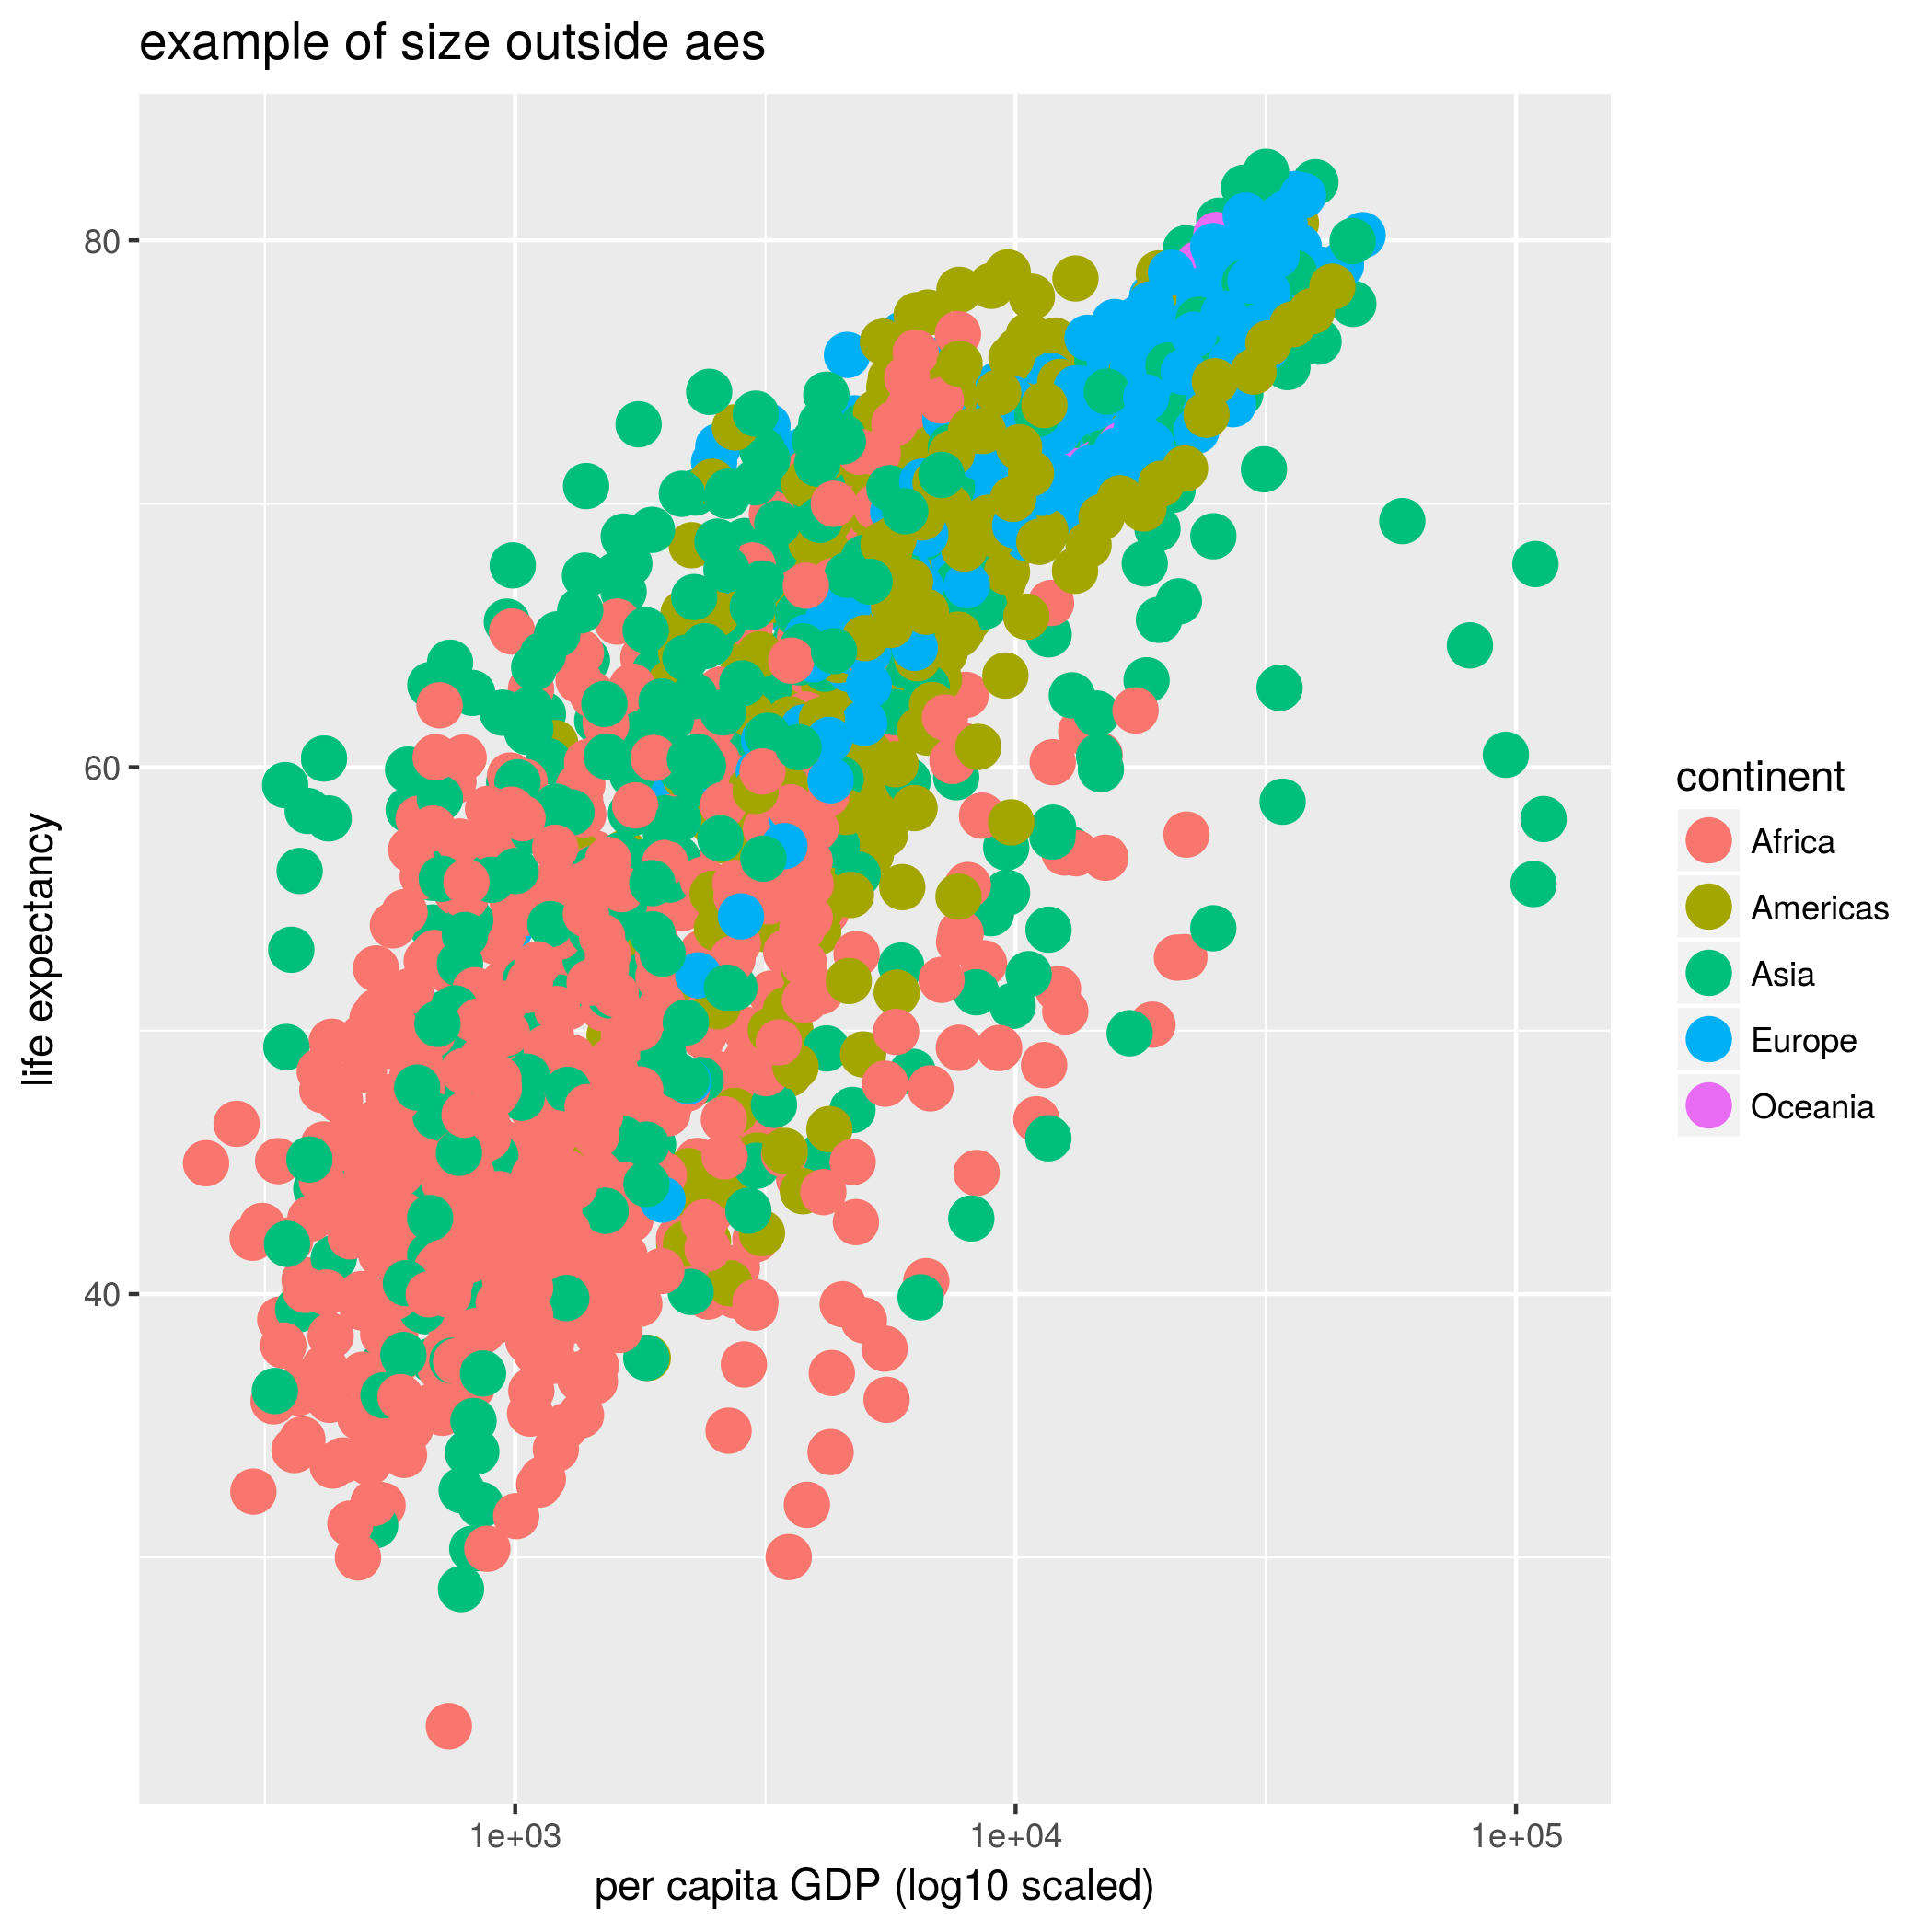 example of size outside aes
life expectancy
80
60
40
1e+03
1e+04
1e+05
per capita GDP (log10 scaled)
continent
Africa
Americas
Asia
Europe
Oceania